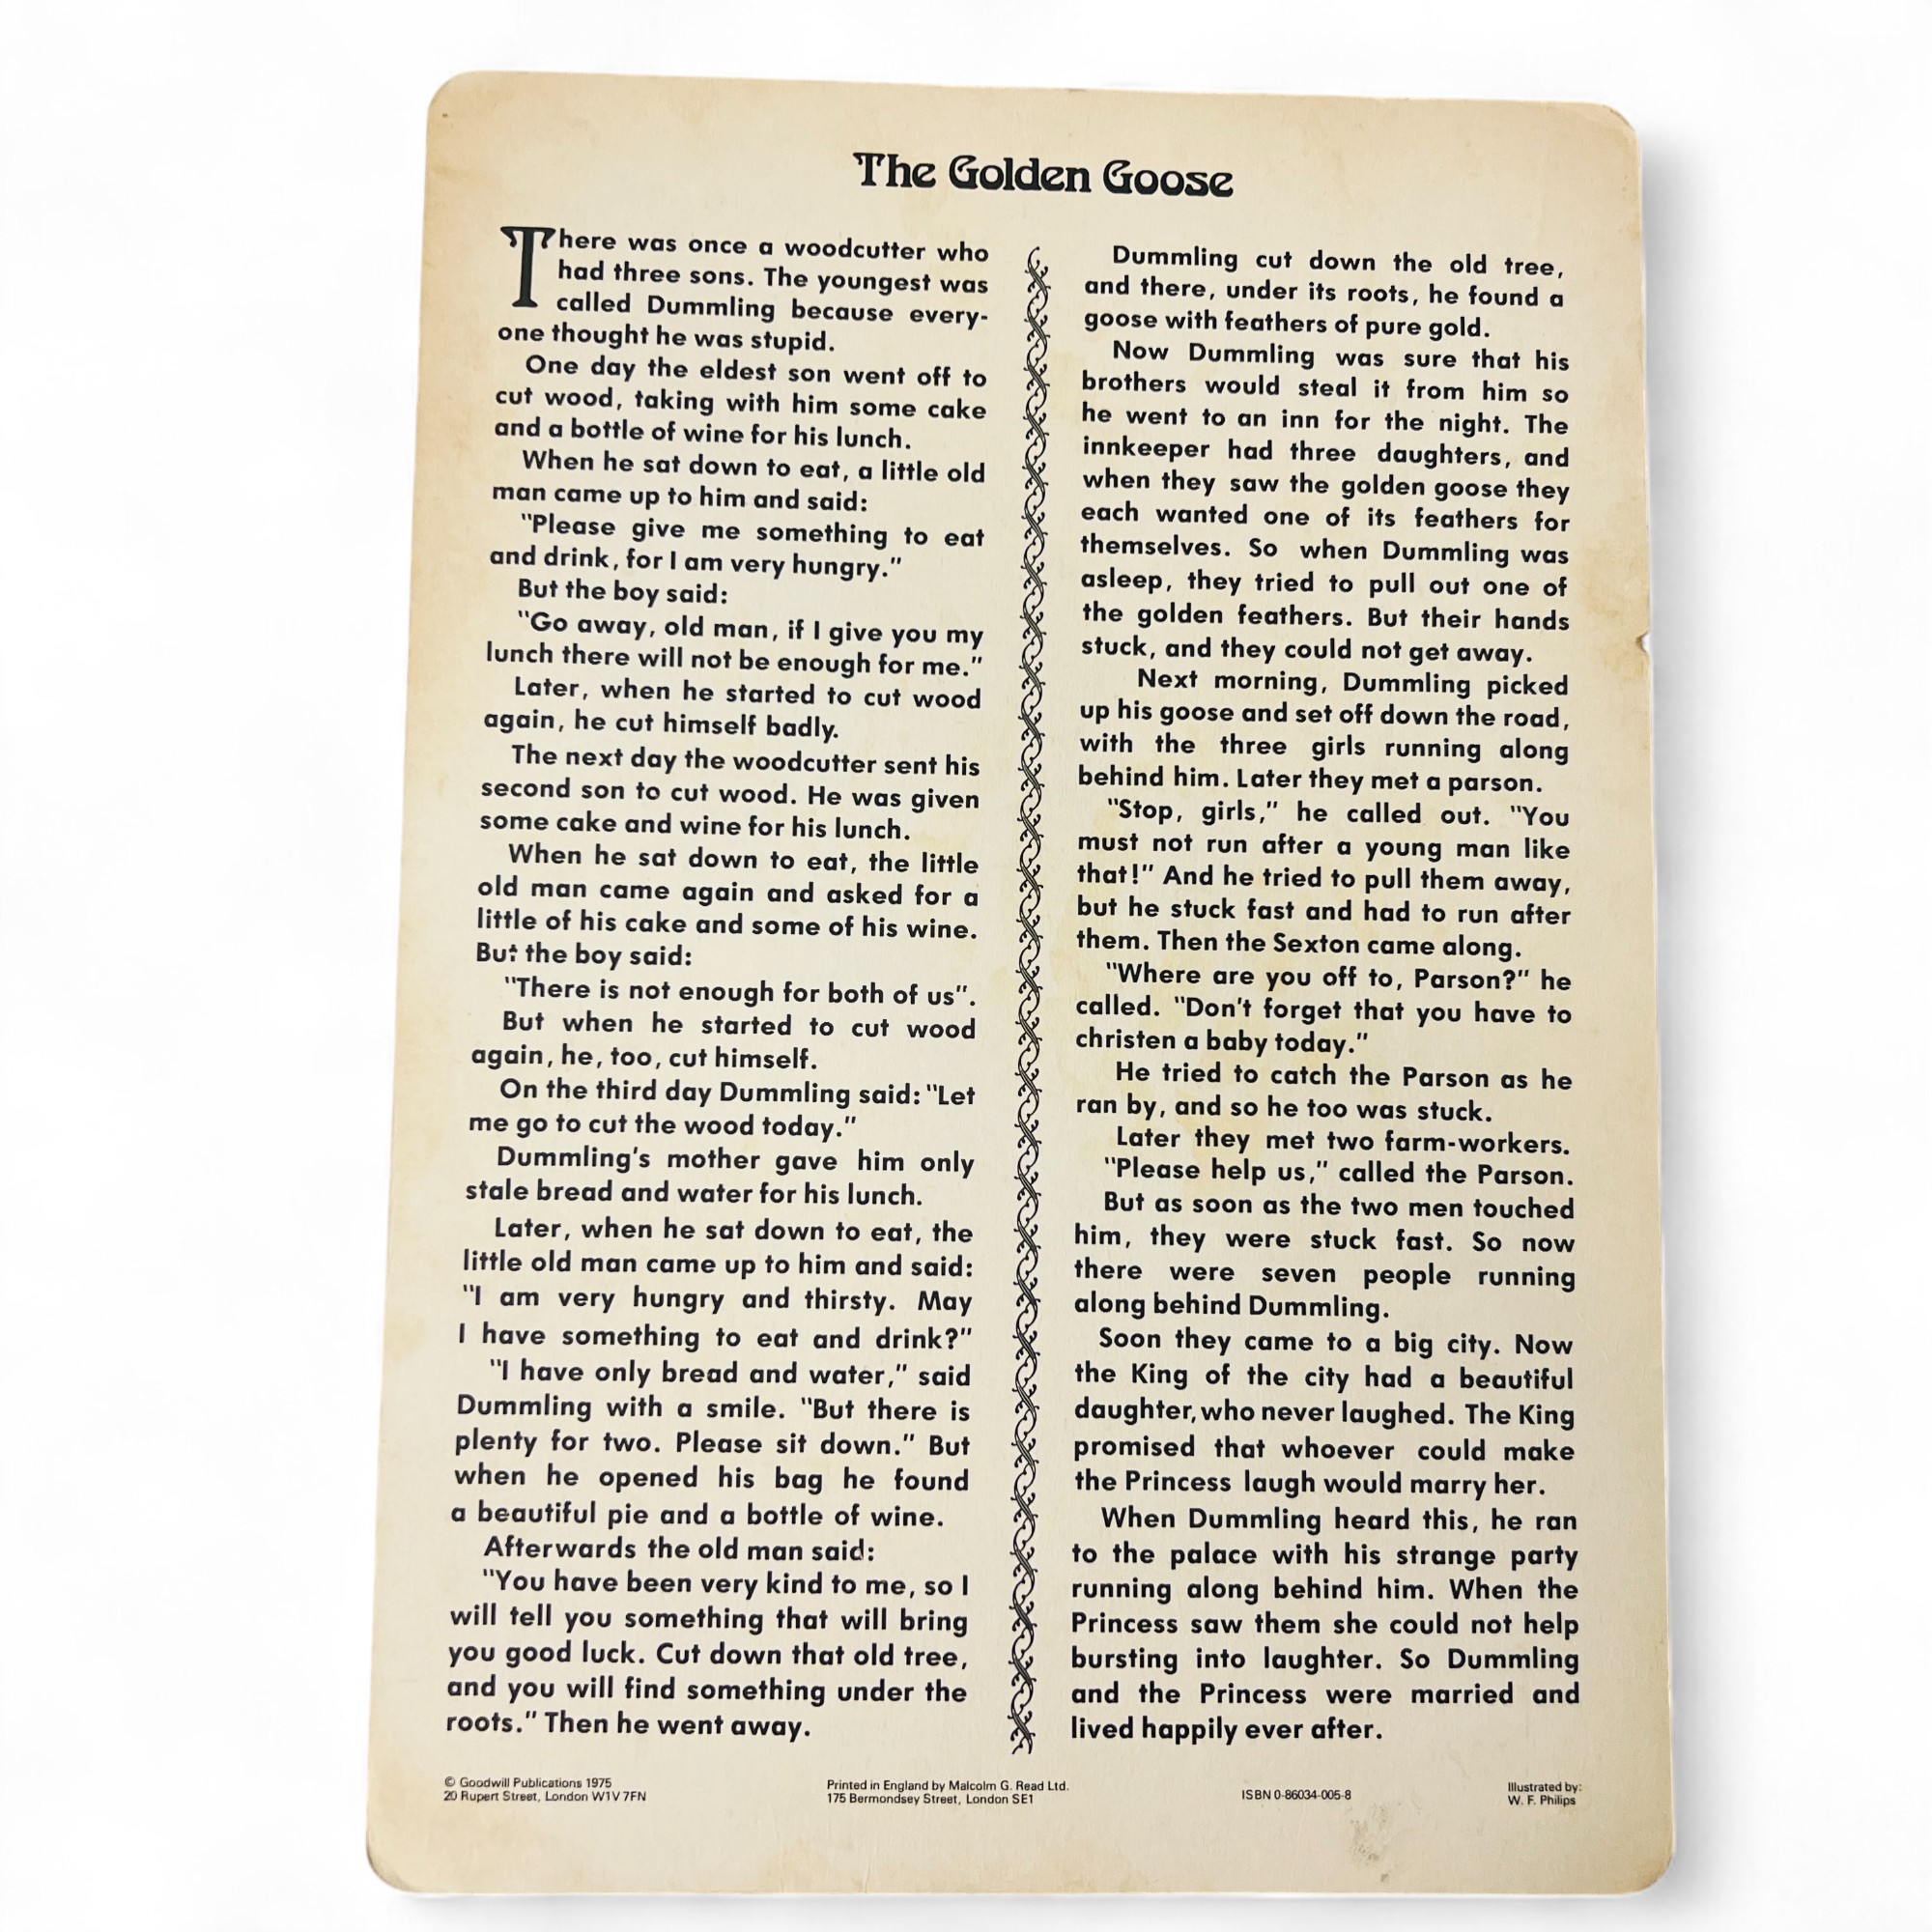 The Golden Goose
There was once a woodcutter who
had three sons. The youngest was
called Dummling because every-
one thought he was stupid.
One day the eldest son went off to
cut wood, taking with him some cake
and a bottle of wine for his lunch.
When he sat down to eat, a little old
man came up to him and said:
"Please give me something to eat
and drink, for I am very hungry."
But the boy said:
"Go away, old man, if I give you my
lunch there will not be enough for me."
Later, when he started to cut wood
again, he cut himself badly.
The next day the woodcutter sent his
second son to cut wood. He was given
some cake and wine for his lunch.
When he sat down to eat, the little
old man came again and asked for a
little of his cake and some of his wine.
But the boy said:
"There is not enough for both of us".
But when he started to cut wood
again, he, too, cut himself.
On the third day Dummling said: "Let
me go to cut the wood today."
Dummling's mother gave him only
stale bread and water for his lunch.
Later, when he sat down to eat, the
little old man came up to him and said:
"I am very hungry and thirsty. May
I have something to eat and drink?"
"I have only bread and water," said
Dummling with a smile. "But there is
plenty for two. Please sit down." But
when he opened his bag he found
a beautiful pie and a bottle of wine.
Afterwards the old man said:
"You have been very kind to me, so I
will tell you something that will bring
you good luck. Cut down that old tree,
and you will find something under the
roots." Then he went away.
Dummling cut down the old tree,
and there, under its roots, he found a
goose with feathers of pure gold.
Now Dummling was sure that his
brothers would steal it from him so
he went to an inn for the night. The
innkeeper had three daughters, and
when they saw the golden goose they
each wanted one of its feathers for
themselves. So when Dummling was
asleep, they tried to pull out one of
the golden feathers. But their hands
stuck, and they could not get away.
Next morning, Dummling picked
up his goose and set off down the road,
with the three girls running along
behind him. Later they met a parson.
"Stop, girls," he called out. "You
must not run after a young man like
that!" And he tried to pull them away,
but he stuck fast and had to run after
them. Then the Sexton came along.
"Where are you off to, Parson?" he
called. "Don't forget that you have to
christen a baby today."
He tried to catch the Parson as he
ran by, and so he too was stuck.
Later they met two farm-workers.
"Please help us," called the Parson.
But as soon as the two men touched
him, they were stuck fast. So now
there were seven people running
along behind Dummling.
Soon they came to a big city. Now
the King of the city had a beautiful
daughter, who never laughed. The King
promised that whoever could make
the Princess laugh would marry her.
When Dummling heard this, he ran
to the palace with his strange party
running along behind him. When the
Princess saw them she could not help
bursting into laughter. So Dummling
and the Princess were married and
lived happily ever after.
© Goodwill Publications 1975
20 Rupert Street, London W1V 7FN
Printed in England by Malcolm G. Read Ltd.
175 Bermondsey Street, London SE1
ISBN 0-86034-005-8
Illustrated by:
W. F. Philips